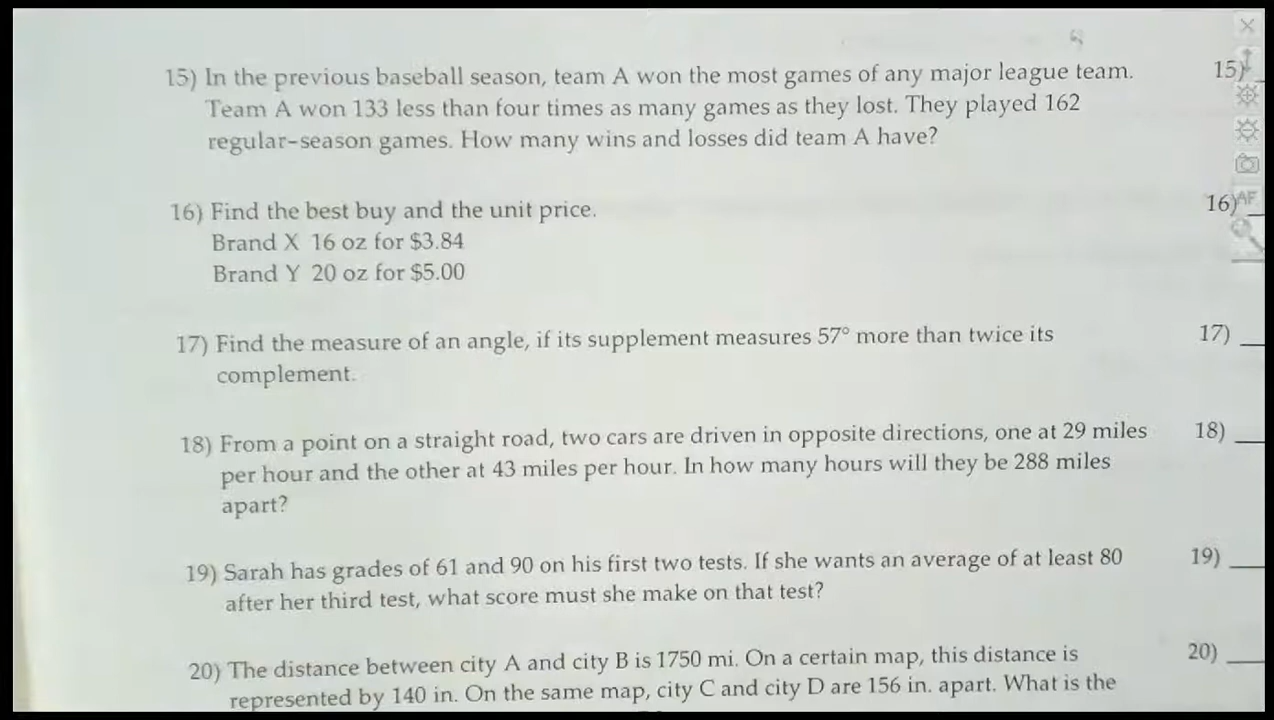 15) In the previous baseball season, team A won the most games of any major league team. 15)
Team A won 133 less than four times as many games as they lost. They played 162
regular-season games. How many wins and losses did team A have?
16) Find the best buy and the unit price. 16)
AF
Brand X 16 oz for $3.84
Brand Y 20 oz for $5.00
17) Find the measure of an angle, if its supplement measures 57° more than twice its 17)
complement.
18) From a point on a straight road, two cars are driven in opposite directions, one at 29 miles 18)
per hour and the other at 43 miles per hour. In how many hours will they be 288 miles
apart?
19) Sarah has grades of 61 and 90 on his first two tests. If she wants an average of at least 80 19)
after her third test, what score must she make on that test?
20) The distance between city A and city B is 1750 mi. On a certain map, this distance is 20)
represented by 140 in. On the same map, city C and city D are 156 in. apart. What is the